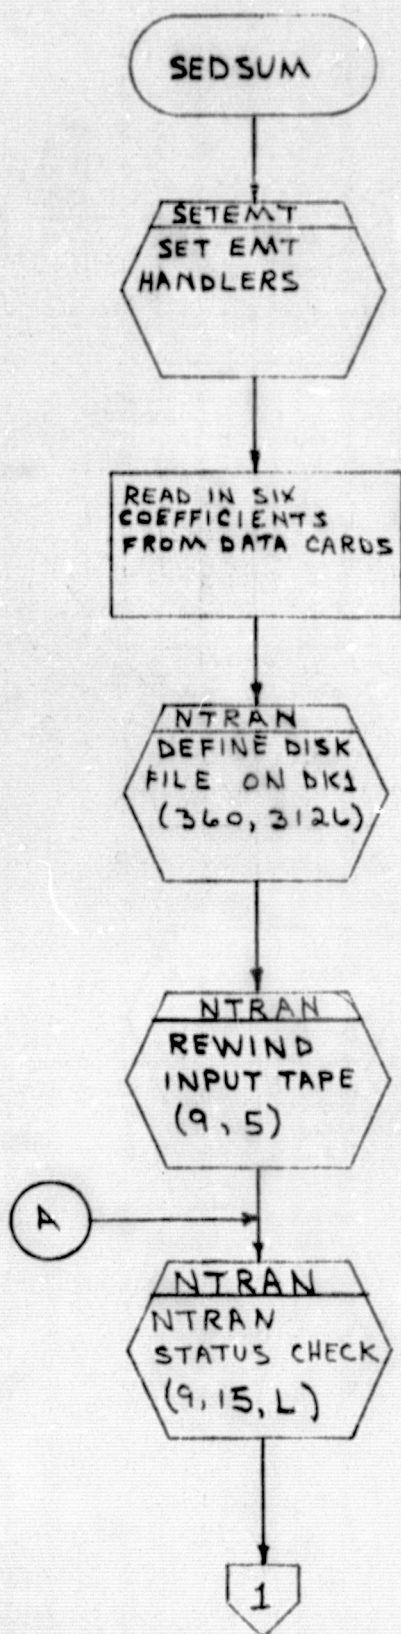 SEDSUM
SETEMT
SET EMT
HANDLERS
READ IN SIX
COEFFICIENTS
FROM DATA CARDS
NTRAN
DEFINE DISK
FILE ON DK1
(360, 3126)
NTRAN
REWIND
INPUT TAPE
(9, 5)
A
NTRAN
NTRAN
STATUS CHECK
(9, 15, L)
1